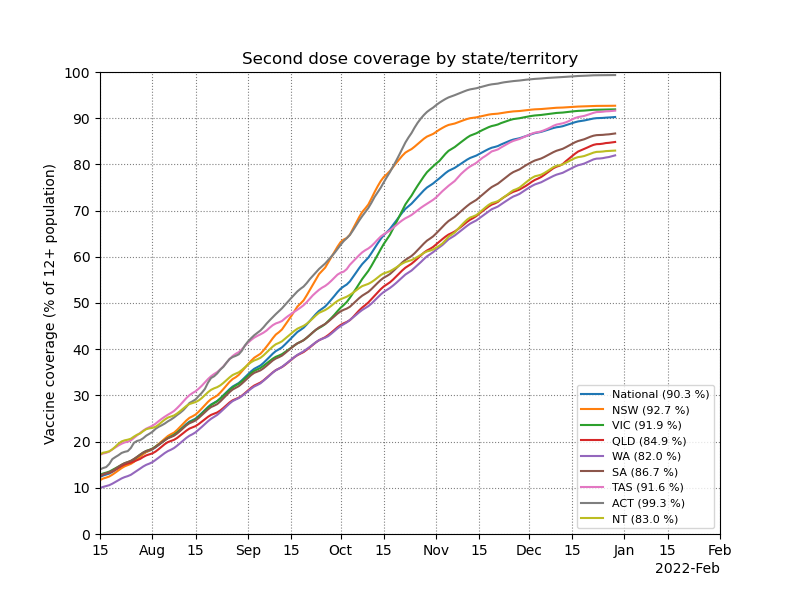 Second dose coverage by state/territory
Vaccine coverage (% of 12+ population)
100
90
80
70
60
50
40
30
20
10
0
National (90.3 %)
NSW (92.7 %)
VIC (91.9 %)
QLD (84.9 %)
WA (82.0 %)
SA (86.7 %)
TAS (91.6 %)
ACT (99.3 %)
NT (83.0 %)
15 Aug 15 Sep 15 Oct 15 Nov 15 Dec 15 Jan 15 Feb
2022-Feb